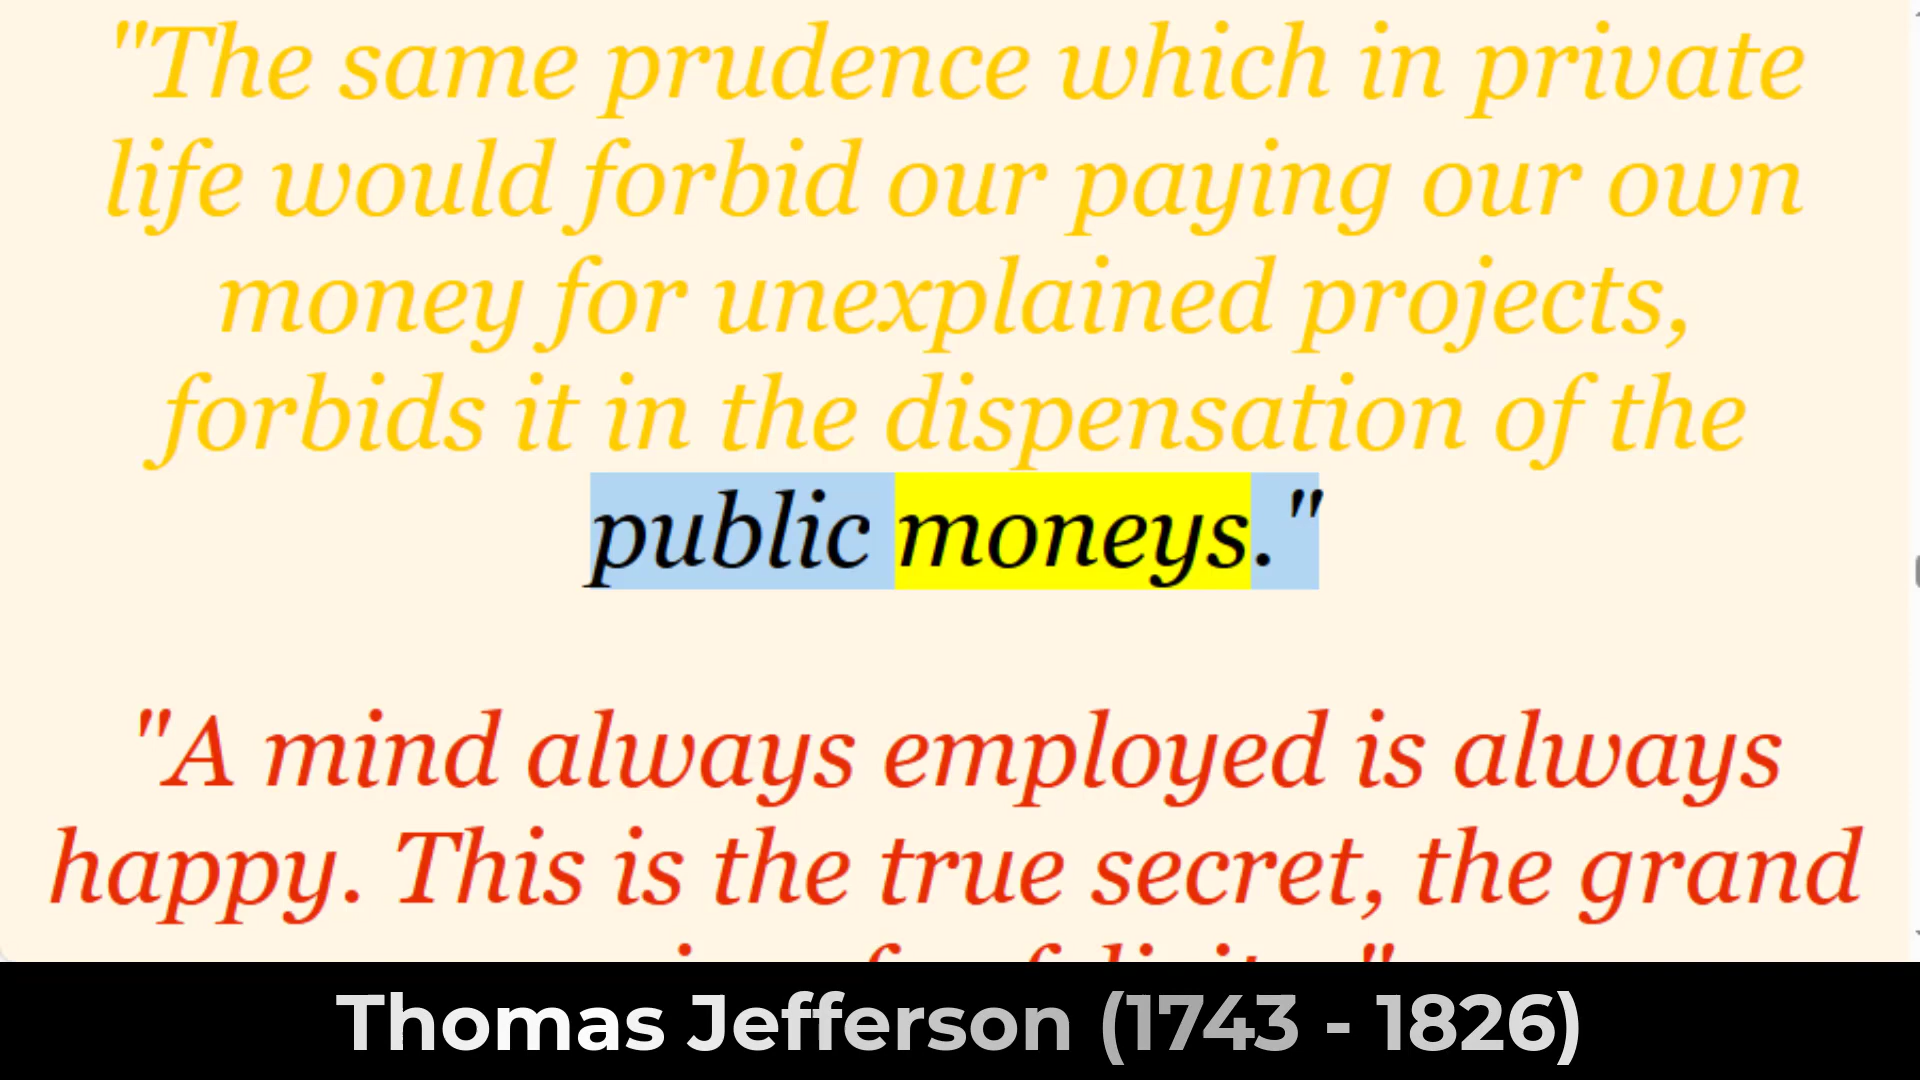 "The same prudence which in private
life would forbid our paying our own
money for unexplained projects,
forbids it in the dispensation of the
public moneys."
"A mind always employed is always
happy. This is the true secret, the grand
Thomas Jefferson (1743 - 1826)